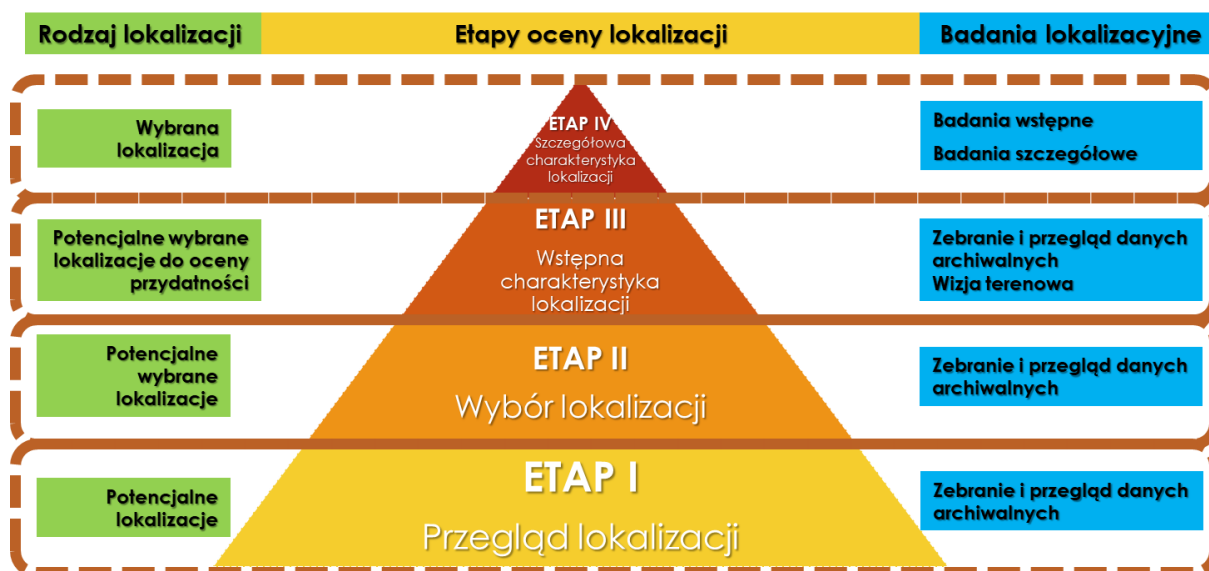 Rodzaj lokalizacji
Etapy oceny lokalizacji
Badania lokalizacyjne
Wybrana
lokalizacja
ETAP IV
Szczegółowa
charakterystyka
lokalizacji
Badania wstępne
Badania szczegółowe
Potencjalne wybrane
lokalizacje do oceny
przydatności
ETAP III
Wstępna
charakterystyka
lokalizacji
Zebranie i przegląd danych
archiwalnych
Wizja terenowa
Potencjalne
wybrane
lokalizacje
ETAP II
Wybór lokalizacji
Zebranie i przegląd danych
archiwalnych
Potencjalne
lokalizacje
ETAP I
Przegląd lokalizacji
Zebranie i przegląd danych
archiwalnych